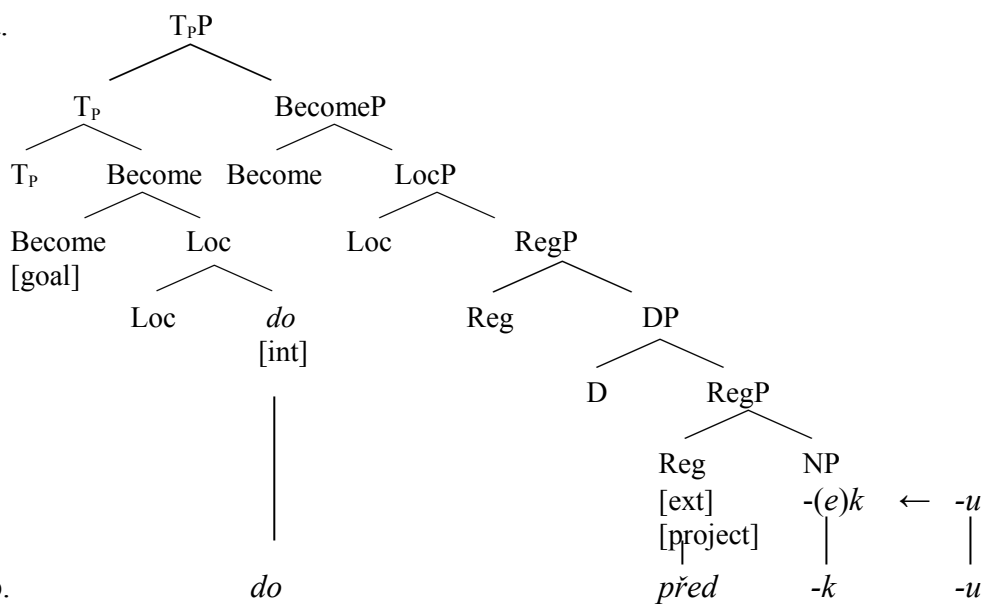 TₚP
Tₚ BecomeP
Tₚ Become Become LocP
Become Loc Loc RegP
[goal]
Loc do Reg DP
[int]
D RegP
Reg NP
[ext] -(e)k ← -u
[project]
do před -k -u